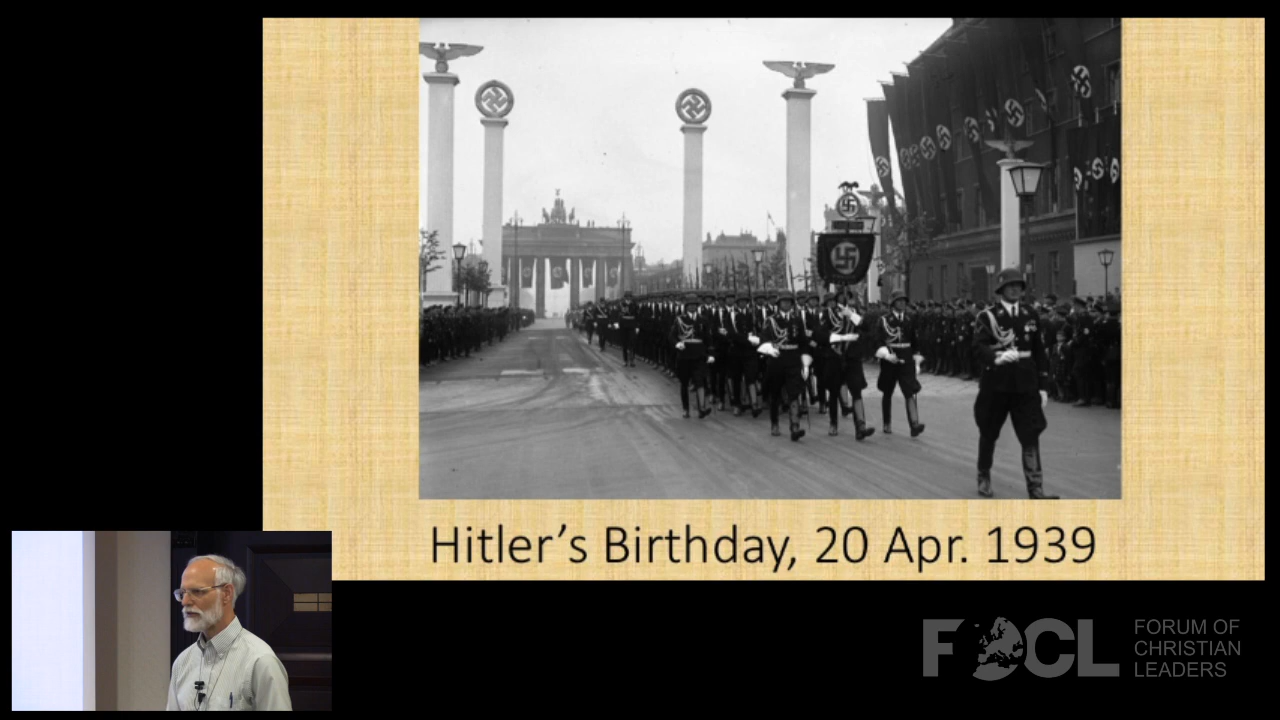 Hitler's Birthday, 20 Apr. 1939
FOCL
FORUM OF
CHRISTIAN
LEADERS